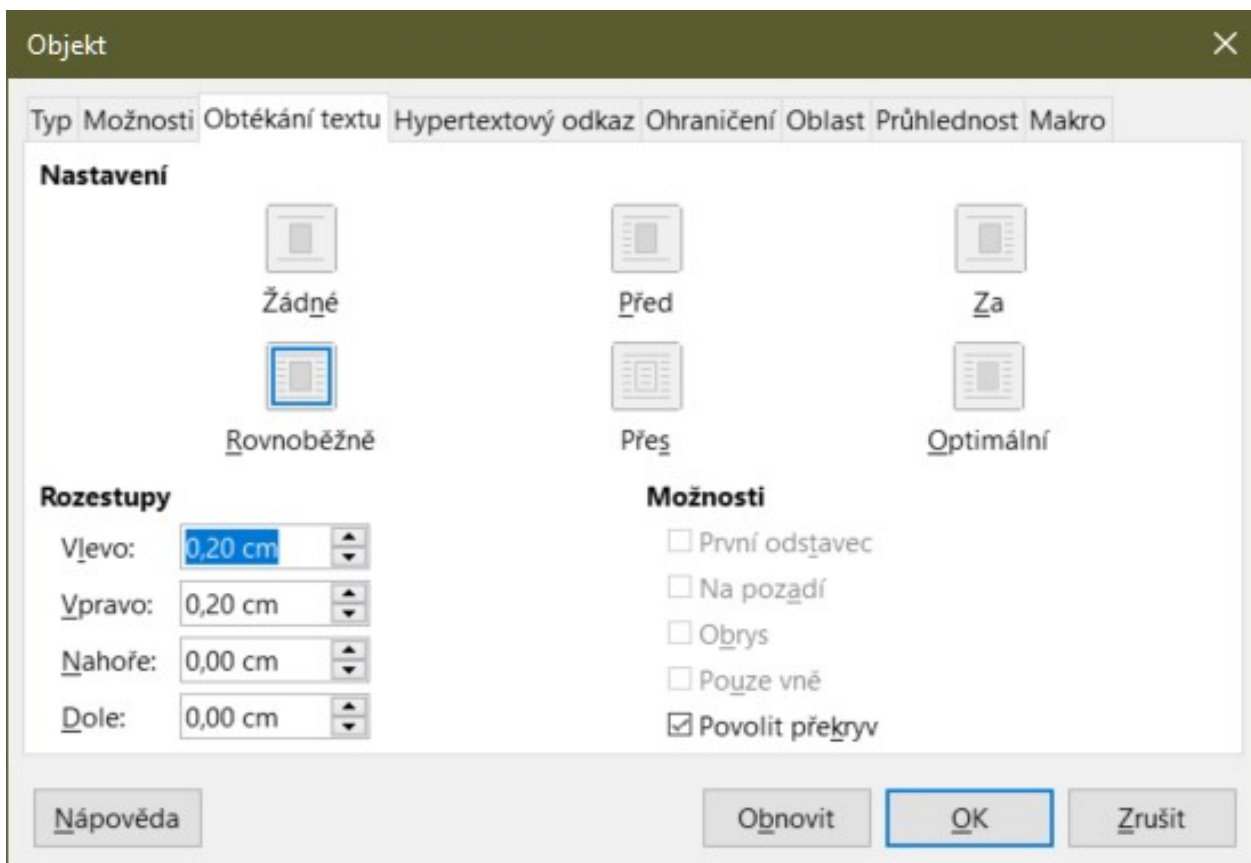 Objekt
Typ Možnosti Obtékání textu Hypertextový odkaz Ohraničení Oblast Průhlednost Makro
Nastavení
Žádné Před Za
Rovnoběžně Přes Optimální
Rozestupy Možnosti
Vlevo: 0,20 cm První odstavec
Vpravo: 0,20 cm Na pozadí
Nahoře: 0,00 cm Obrys
Pouze vně
Dole: 0,00 cm Povolit překryv
Nápověda Obnovit OK Zrušit